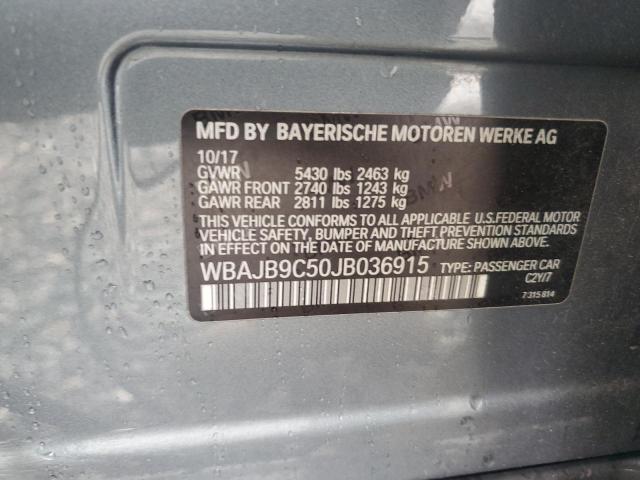 MFD BY BAYERISCHE MOTOREN WERKE AG
10/17
GVWR 5430 lbs 2463 kg
GAWR FRONT 2740 lbs 1243 kg
GAWR REAR 2811 lbs 1275 kg
THIS VEHICLE CONFORMS TO ALL APPLICABLE U.S.FEDERAL MOTOR
VEHICLE SAFETY, BUMPER AND THEFT PREVENTION STANDARDS
IN EFFECT ON THE DATE OF MANUFACTURE SHOWN ABOVE.
WBAJB9C50JB036915 TYPE: PASSENGER CAR
C2Y/7
7315814